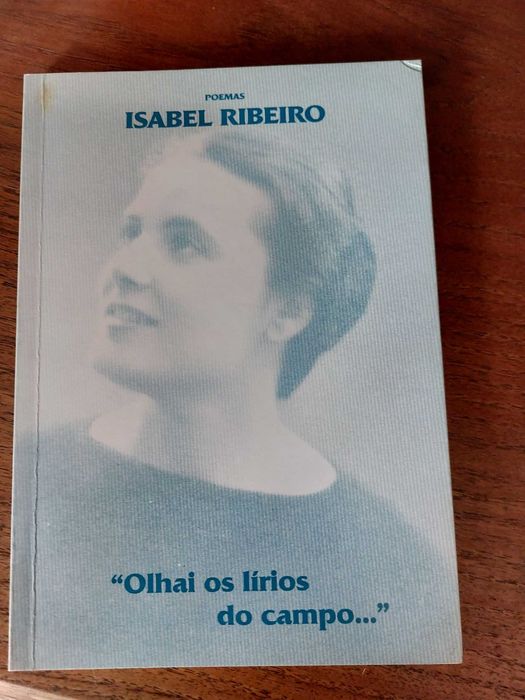 POEMAS
ISABEL RIBEIRO
“Olhai os lírios
do campo...”